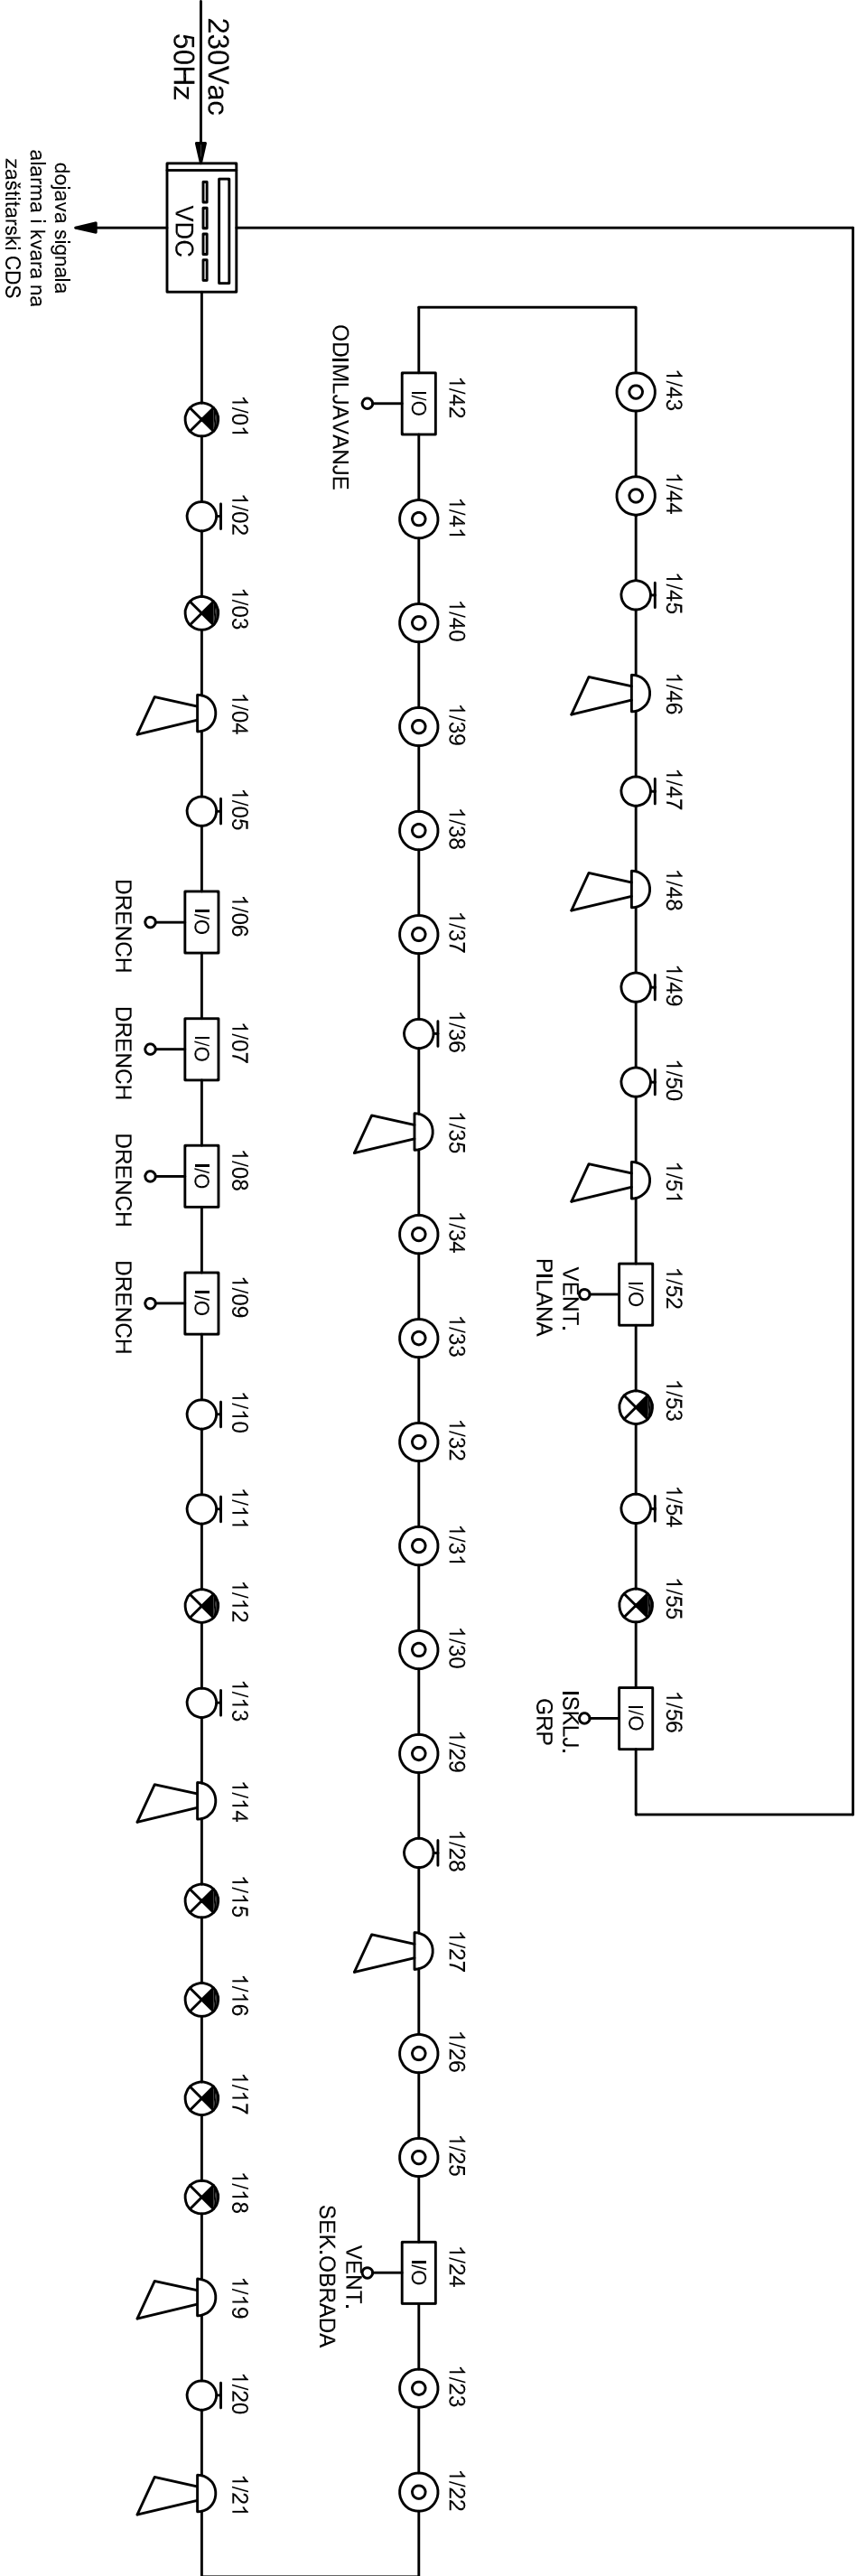 230Vac
50Hz
VDC
dojava signala
alarma i kvara na
zaštitarski CDS
1/43
1/44
1/45
1/46
1/47
1/48
1/49
1/50
1/51
1/52
I/O
VENT.
PILANA
1/53
1/54
1/55
1/56
I/O
ISKLJ.
GRP
1/42
I/O
ODIMLJAVANJE
1/41
1/40
1/39
1/38
1/37
1/36
1/35
1/34
1/33
1/32
1/31
1/30
1/29
1/28
1/27
1/26
1/25
1/24
I/O
VENT.
SEK.OBRADA
1/23
1/22
1/01
1/02
1/03
1/04
1/05
1/06
I/O
DRENCH
1/07
I/O
DRENCH
1/08
I/O
DRENCH
1/09
I/O
DRENCH
1/10
1/11
1/12
1/13
1/14
1/15
1/16
1/17
1/18
1/19
1/20
1/21